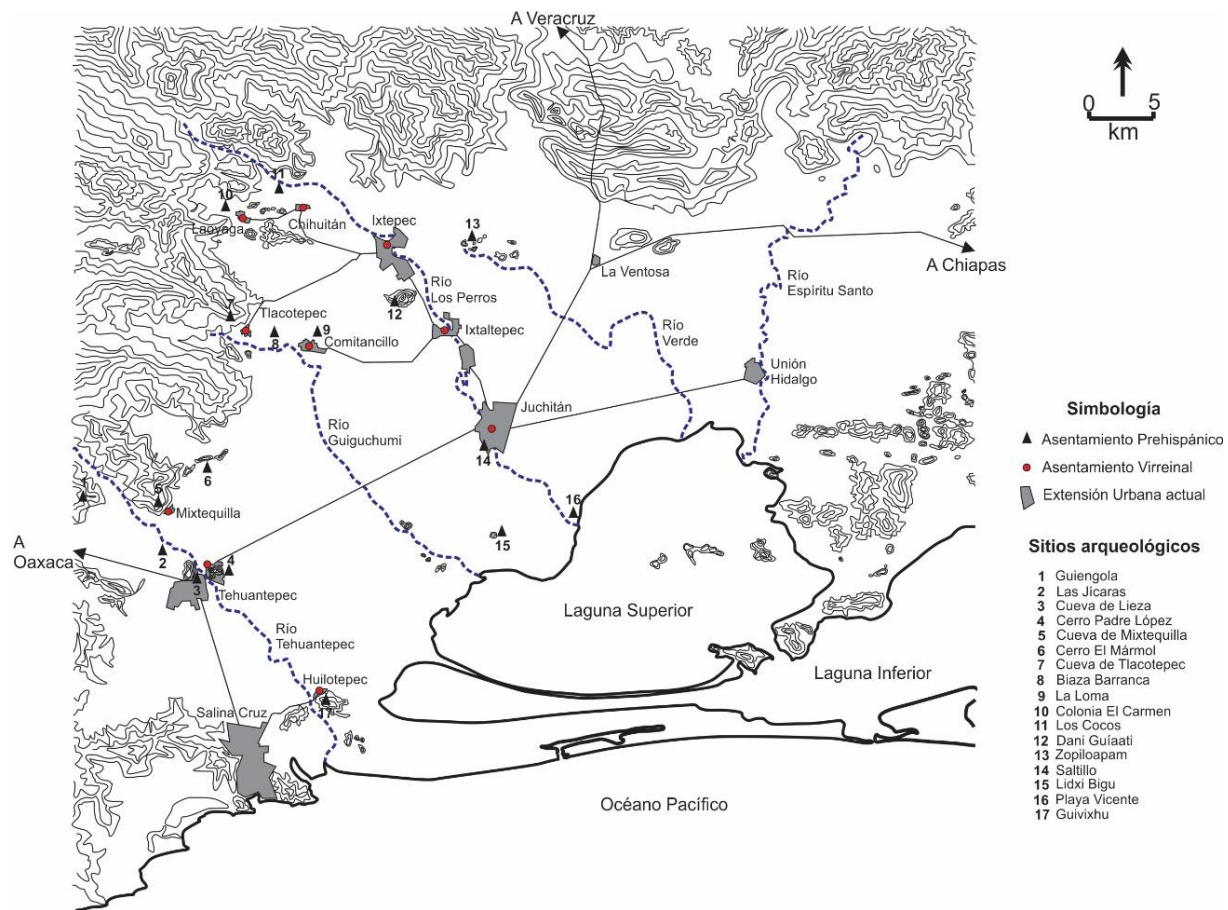 A Veracruz
0 5
km
11
10
Laoyaga
Chihuitán
Ixtepec
13
La Ventosa
A Chiapas
Río
Espíritu Santo
Río
Los Perros
12
7
Tlacotepec
8
9
Comitancillo
Ixtaltepec
Río
Verde
Unión
Hidalgo
Juchitán
14
Río
Guiguchumi
6
1
5
Mixtequilla
16
15
A
Oaxaca
2
4
3
Tehuantepec
Laguna Superior
Río
Tehuantepec
Laguna Inferior
Huilotepec
17
Salina Cruz
Océano Pacífico
Simbología
Asentamiento Prehispánico
Asentamiento Virreinal
Extensión Urbana actual
Sitios arqueológicos
1 Guiengola
2 Las Jícaras
3 Cueva de Lieza
4 Cerro Padre López
5 Cueva de Mixtequilla
6 Cerro El Mármol
7 Cueva de Tlacotepec
8 Biaza Barranca
9 La Loma
10 Colonia El Carmen
11 Los Cocos
12 Dani Guíaati
13 Zopiloapam
14 Saltillo
15 Lidxi Bigu
16 Playa Vicente
17 Guivixhu